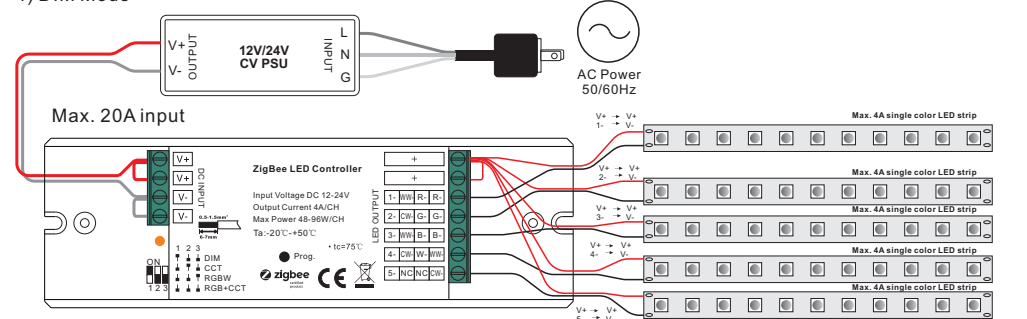 1) DIM Mode
V+
V-
OUTPUT
12V/24V
CV PSU
INPUT
L
N
G
AC Power
50/60Hz
Max. 20A input
V+
V+
V-
V-
DC INPUT
0.5-1.5mm²
6-7mm
ON
1 2 3
1 2 3
DIM
CCT
RGBW
RGB+CCT
ZigBee LED Controller
Input Voltage DC 12-24V
Output Current 4A/CH
Max Power 48-96W/CH
Ta:-20℃-+50℃
• tc=75℃
Prog.
zigbee
certified
product
CE
LED OUTPUT
+
+
1- WW- R- R-
2- CW- G- G-
3- WW- B- B-
4- CW- W- WW-
5- NC NC CW-
V+ → V+
1- → V-
Max. 4A single color LED strip
V+ → V+
2- → V-
Max. 4A single color LED strip
V+ → V+
3- → V-
Max. 4A single color LED strip
V+ → V+
4- → V-
Max. 4A single color LED strip
V+ → V+
Max. 4A single color LED strip